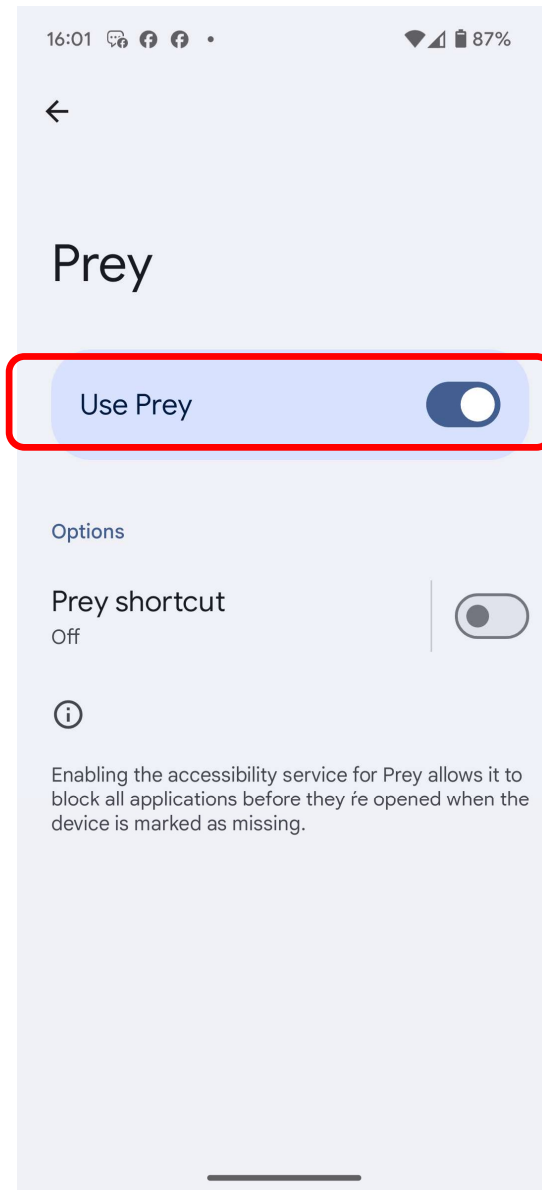 16:01 87%
Prey
Use Prey
Options
Prey shortcut
Off
Enabling the accessibility service for Prey allows it to
block all applications before they ŕe opened when the
device is marked as missing.